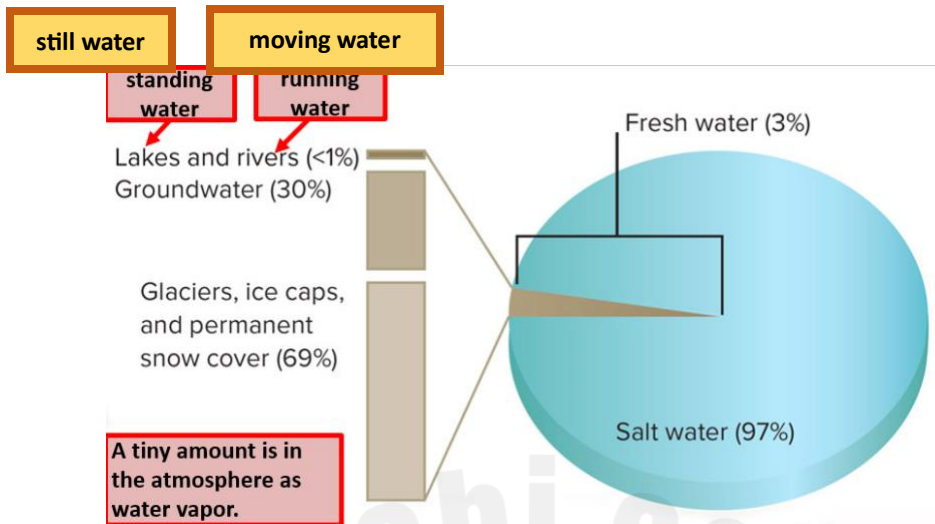 still water
moving water
standing
water
running
water
Fresh water (3%)
Lakes and rivers (<1%)
Groundwater (30%)
Glaciers, ice caps,
and permanent
snow cover (69%)
Salt water (97%)
A tiny amount is in
the atmosphere as
water vapor.